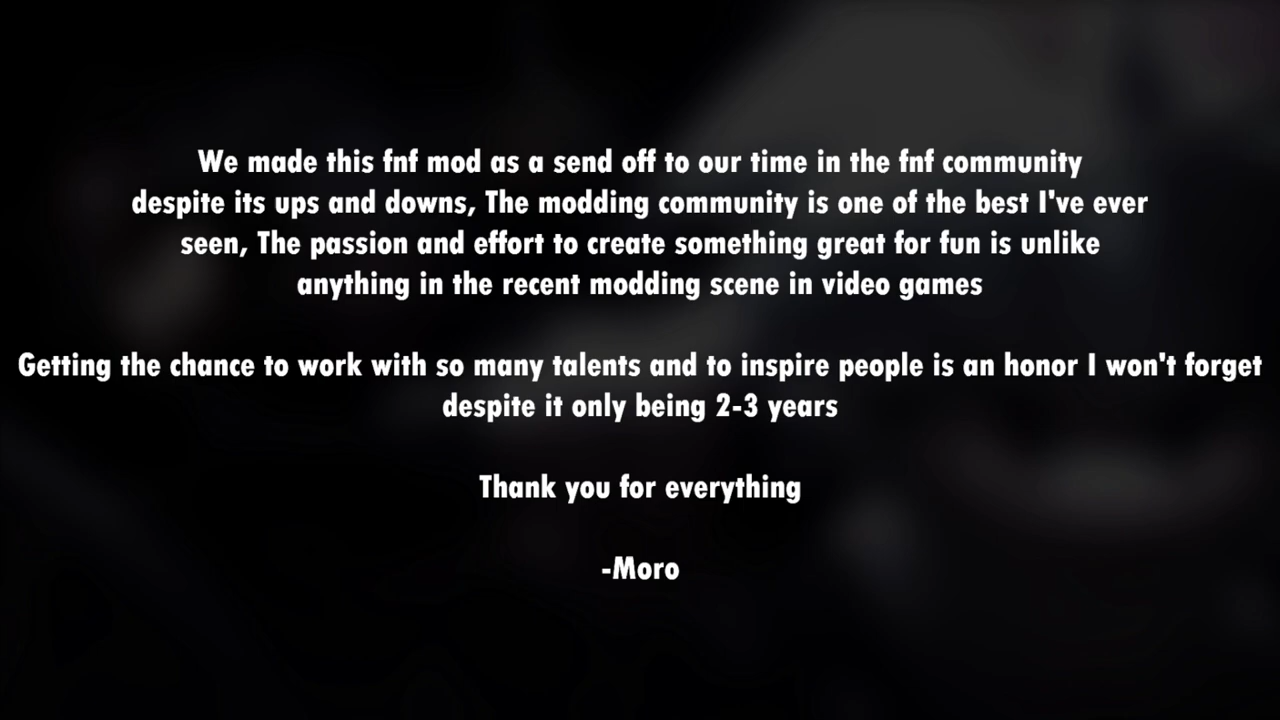 We made this fnf mod as a send off to our time in the fnf community
despite its ups and downs, The modding community is one of the best I've ever
seen, The passion and effort to create something great for fun is unlike
anything in the recent modding scene in video games
Getting the chance to work with so many talents and to inspire people is an honor I won't forget
despite it only being 2-3 years
Thank you for everything
-Moro